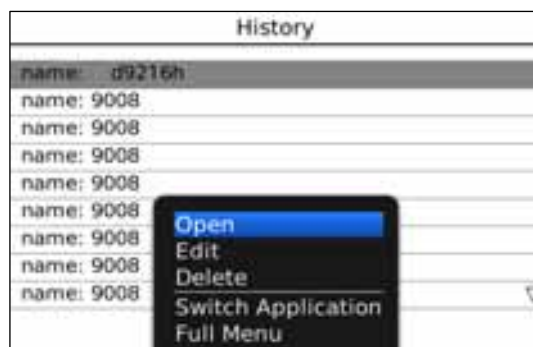 History
name: d9216h
name: 9008
name: 9008
name: 9008
name: 9008
name: 9008
name: 9008
name: 9008
name: 9008
Open
Edit
Delete
Switch Application
Full Menu